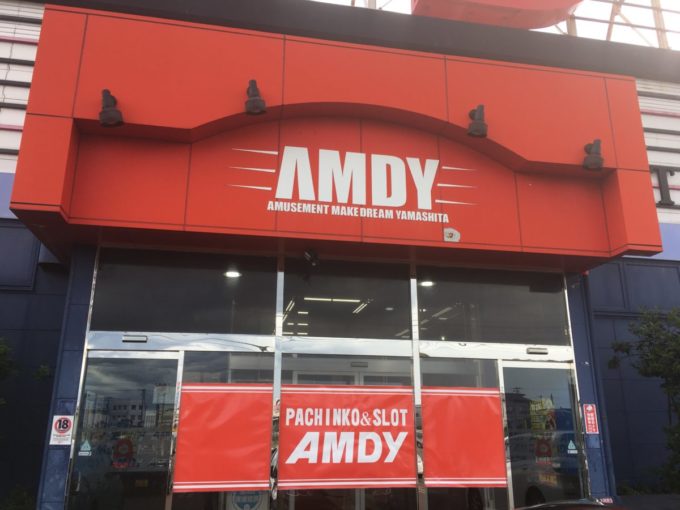 AMDY
AMUSEMENT MAKE DREAM YAMASHITA
T
PACHINKO&SLOT
AMDY
18